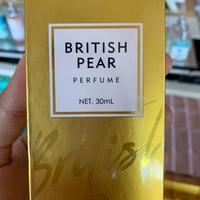 BRITISH
PEAR
PERFUME
NET. 30mL
British